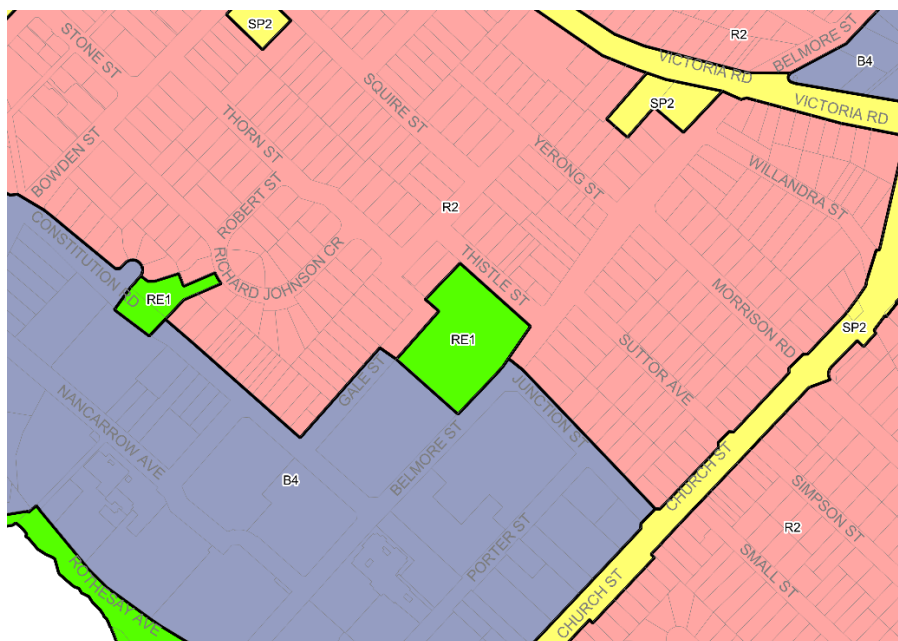 SP2
STONE ST
R2
BELMORE ST
B4
VICTORIA RD
SQUIRE ST
SP2
VICTORIA RD
THORN ST
BOWDEN ST
YERONG ST
WILLANDRA ST
ROBERT ST
R2
CONSTITUTION RD
RICHARD JOHNSON CR
THISTLE ST
RE1
MORRISON RD
SP2
RE1
GALE ST
SUTTOR AVE
JUNCTION ST
NANCARROW AVE
BELMORE ST
B4
CHURCH ST
SIMPSON ST
R2
PORTER ST
SMALL ST
ROTHESAY AVE
CHURCH ST